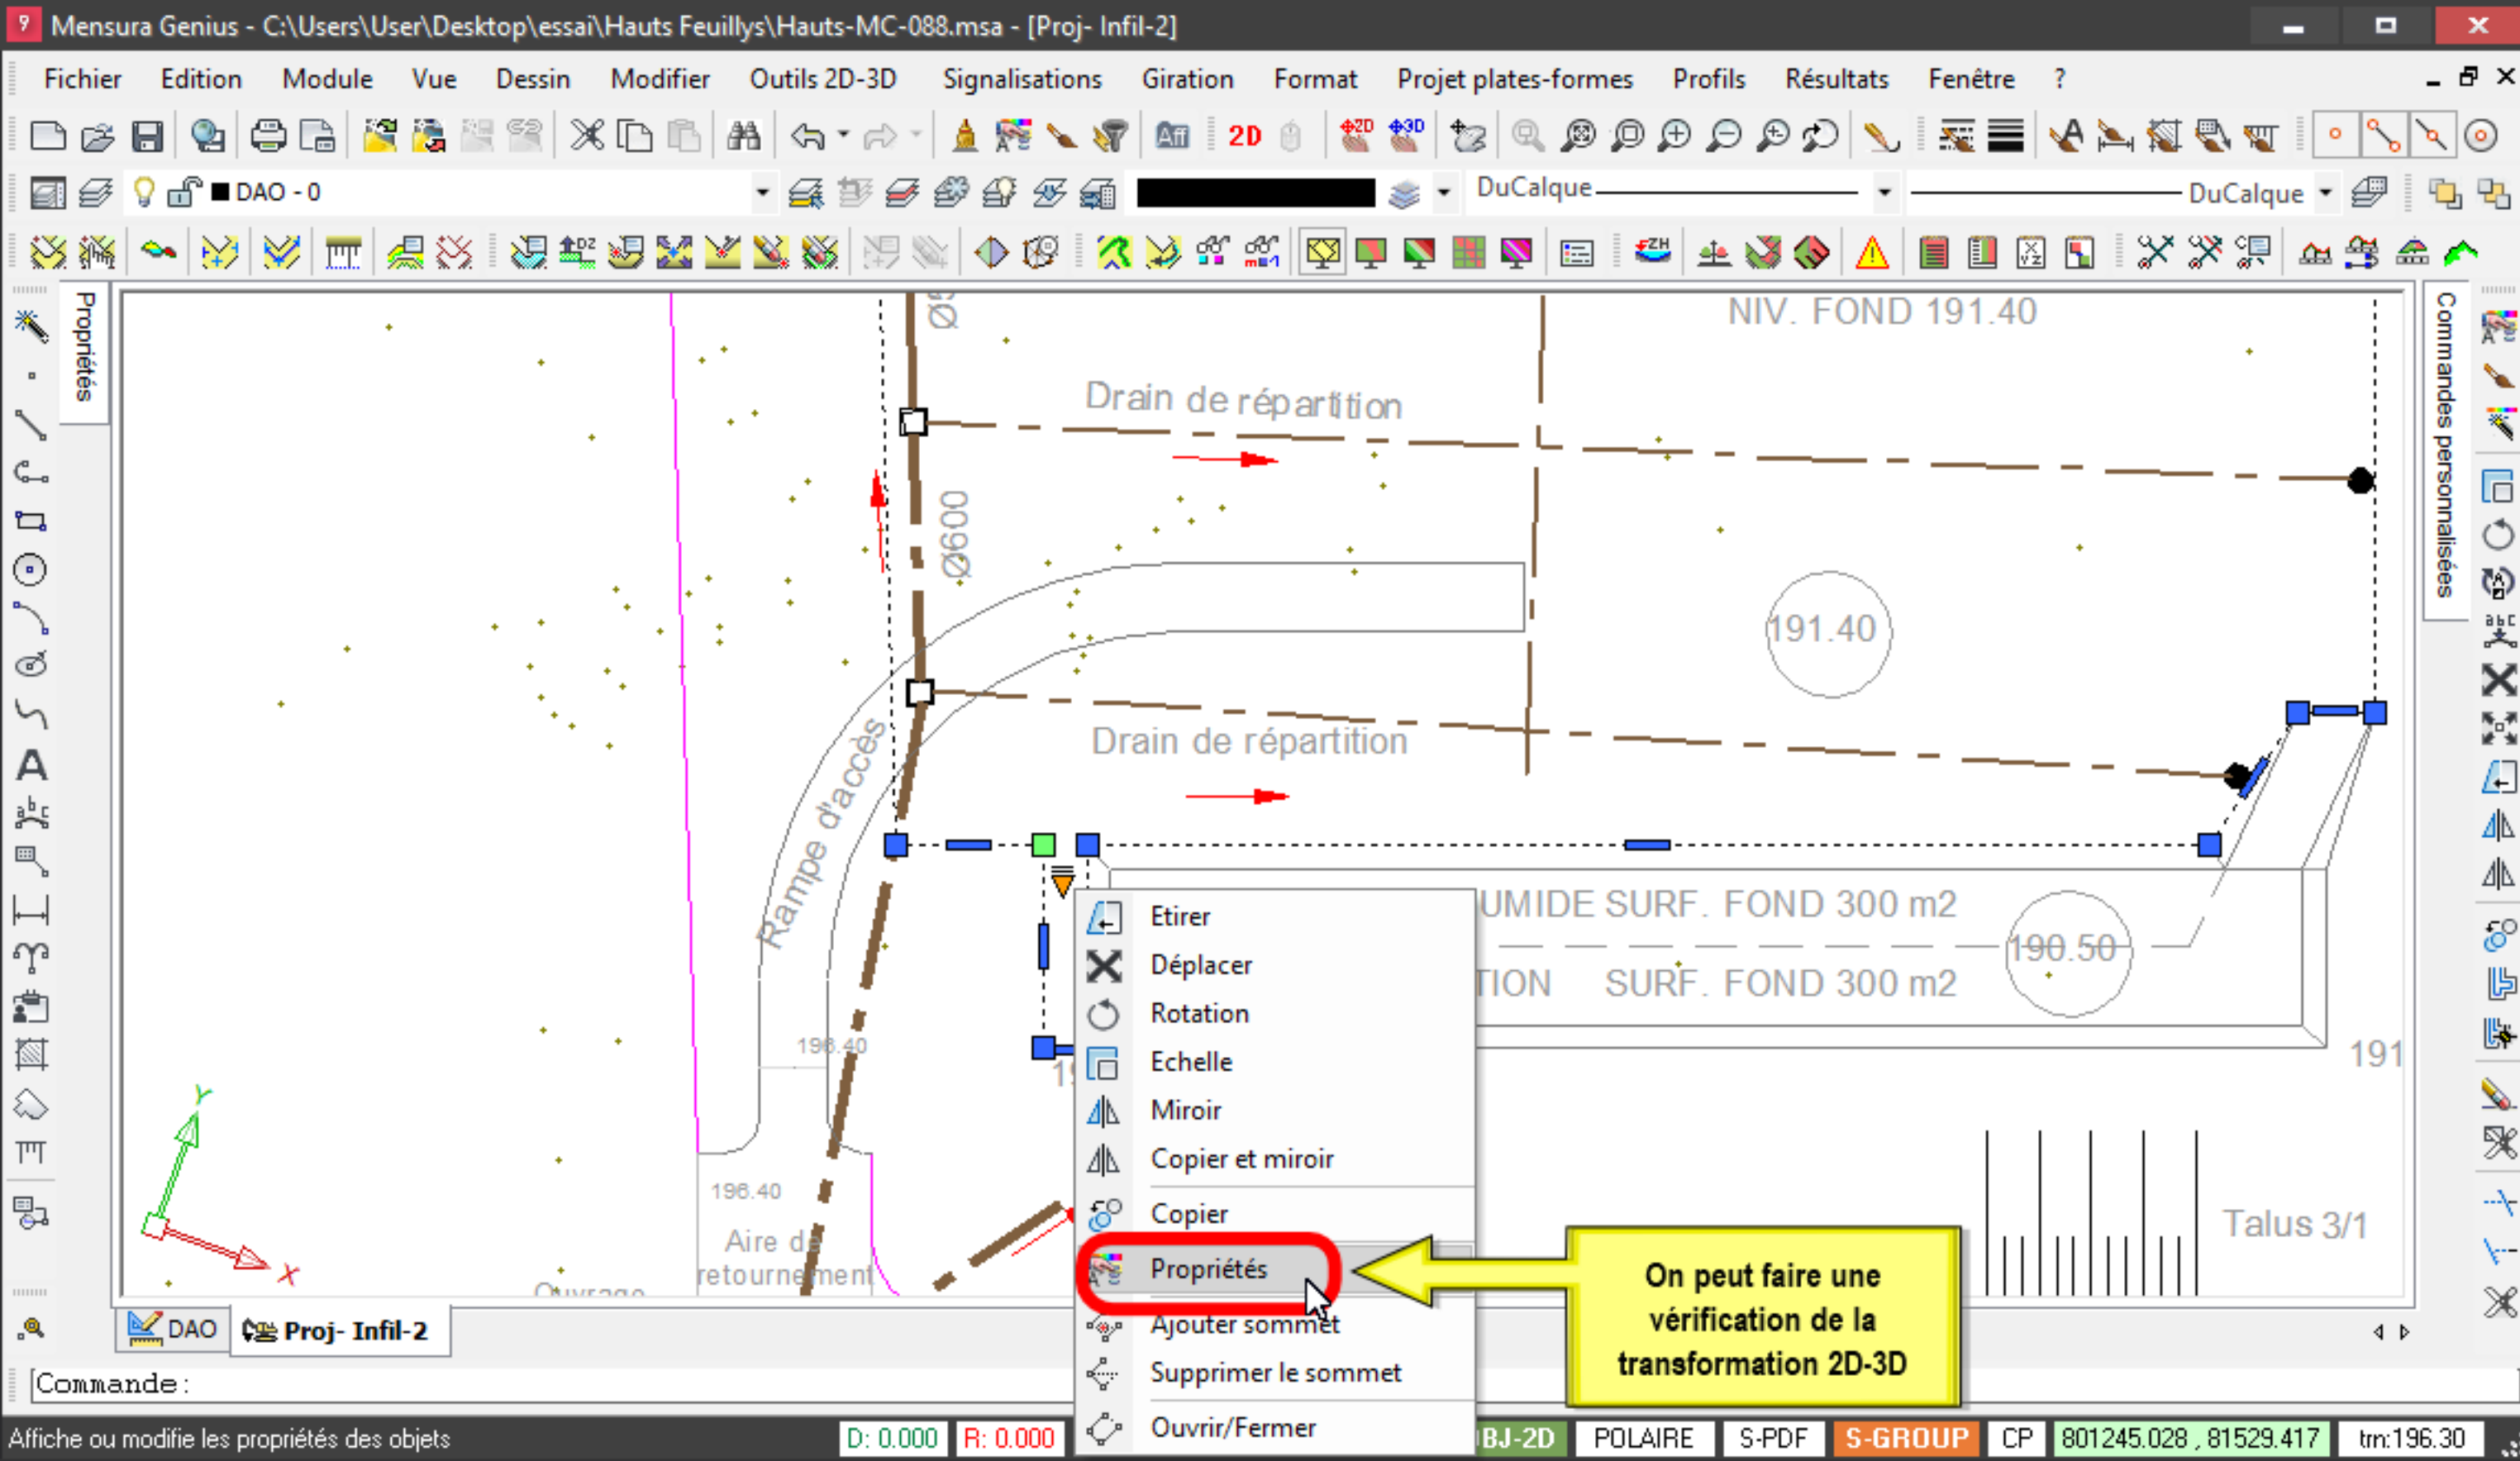 Mensura Genius - C:\Users\User\Desktop\essai\Hauts Feuillys\Hauts-MC-088.msa - [Proj- Infil-2]
Fichier Edition Module Vue Dessin Modifier Outils 2D-3D Signalisations Giration Format Projet plates-formes Profils Résultats Fenêtre ?
Aff 2D
DAO - 0 DuCalque DuCalque
Propriétés
Commandes personnalisées
NIV. FOND 191.40
Drain de répartition
Ø600
191.40
Drain de répartition
Rampe d'accès
UMIDE SURF. FOND 300 m2
190.50
TION SURF. FOND 300 m2
196.40
191
196.40
Aire de
retournement
Ouvrage
Talus 3/1
Y
X
Etirer
Déplacer
Rotation
Echelle
Miroir
Copier et miroir
Copier
Propriétés
Ajouter sommet
Supprimer le sommet
Ouvrir/Fermer
On peut faire une
vérification de la
transformation 2D-3D
DAO Proj- Infil-2
Commande:
Affiche ou modifie les propriétés des objets D: 0.000 R: 0.000 BJ-2D POLAIRE S-PDF S-GROUP CP 801245.028 , 81529.417 trn:196.30